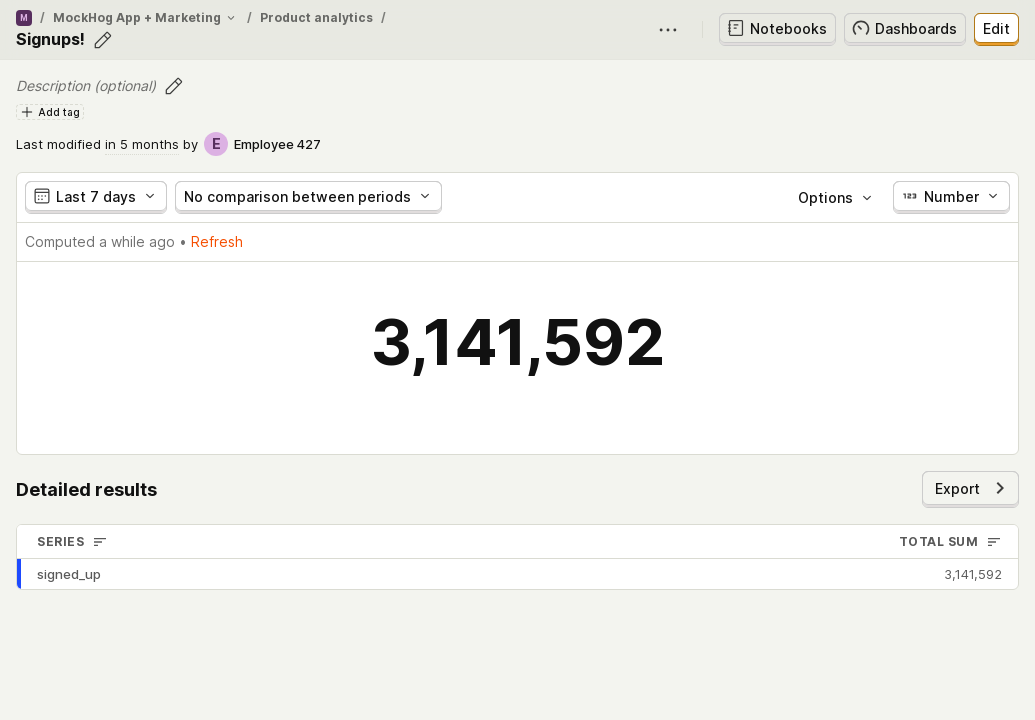 M / MockHog App + Marketing / Product analytics /
Signups!
Notebooks
Dashboards
Edit
Description (optional)
Add tag
Last modified in 5 months by E Employee 427
Last 7 days
No comparison between periods
Options
123 Number
Computed a while ago • Refresh
3,141,592
Detailed results
Export
SERIES
TOTAL SUM
signed_up
3,141,592